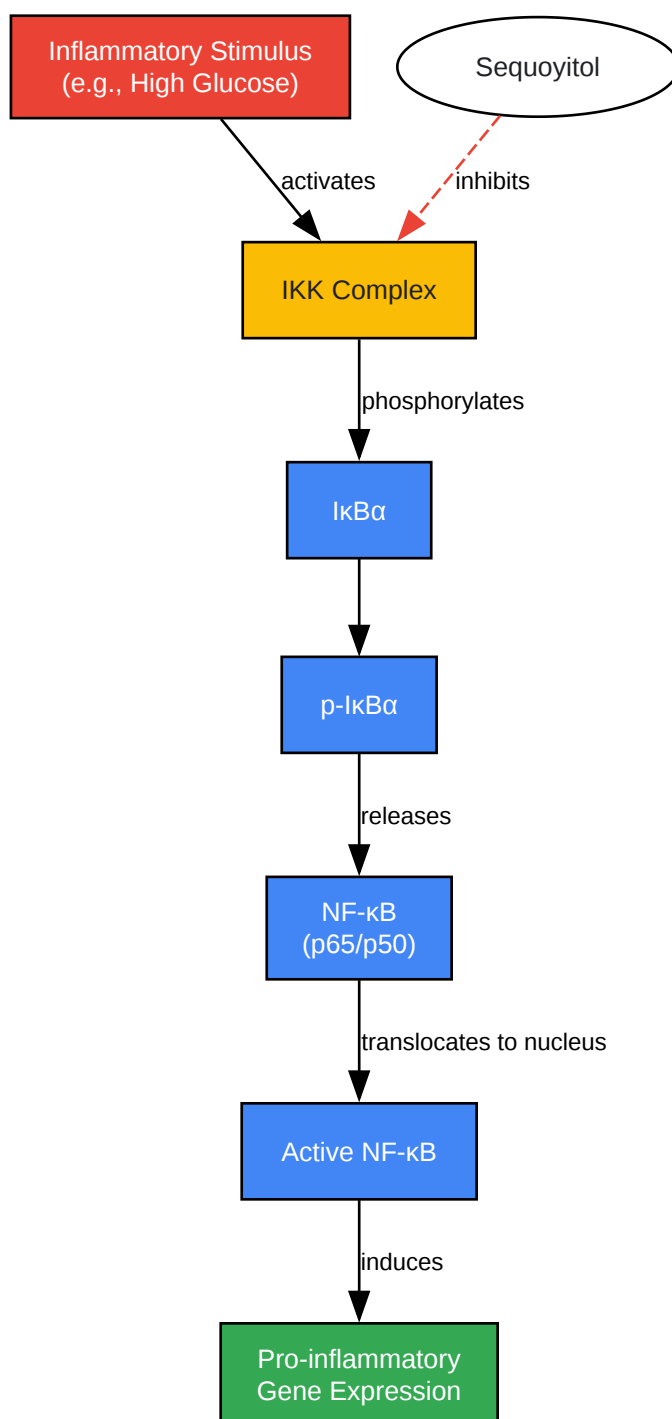 Inflammatory Stimulus
(e.g., High Glucose)
Sequoyitol
activates
inhibits
IKK Complex
phosphorylates
IκBα
p-IκBα
releases
NF-κB
(p65/p50)
translocates to nucleus
Active NF-κB
induces
Pro-inflammatory
Gene Expression